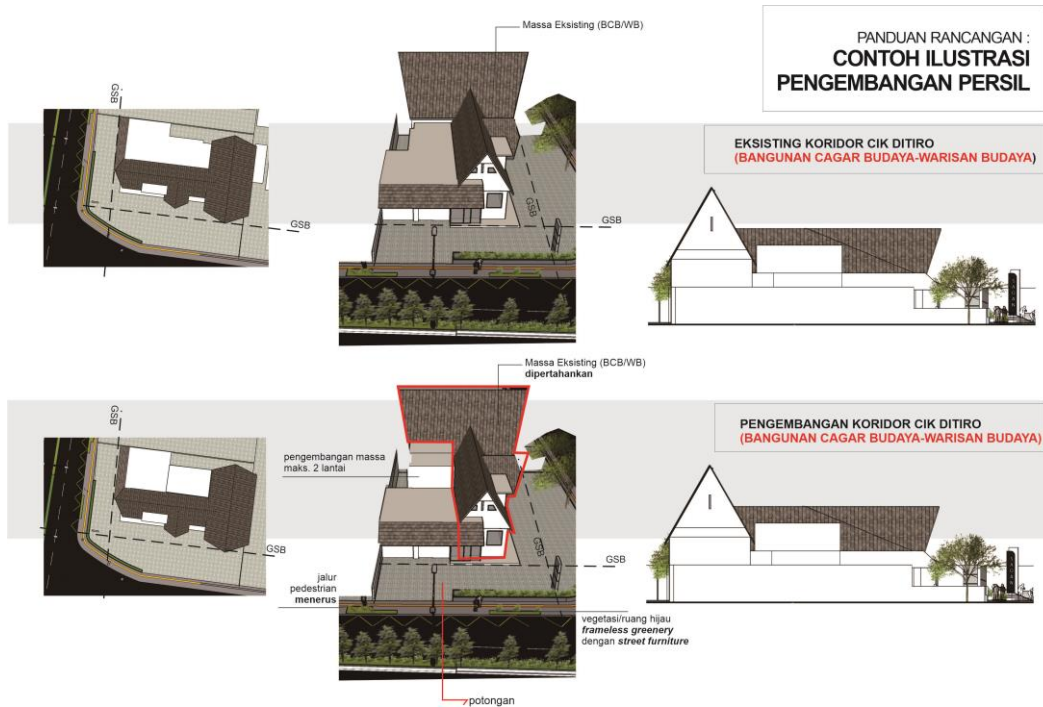 Massa Eksisting (BCB/WB)
PANDUAN RANCANGAN :
CONTOH ILUSTRASI
PENGEMBANGAN PERSIL
GSB
EKSISTING KORIDOR CIK DITIRO
(BANGUNAN CAGAR BUDAYA-WARISAN BUDAYA)
GSB
GSB
GSB
Massa Eksisting (BCB/WB)
dipertahankan
GSB
PENGEMBANGAN KORIDOR CIK DITIRO
(BANGUNAN CAGAR BUDAYA-WARISAN BUDAYA)
pengembangan massa
maks. 2 lantai
GSB
GSB
GSB
jalur
pedestrian
menerus
vegetasi/ruang hijau
frameless greenery
dengan street furniture
potongan